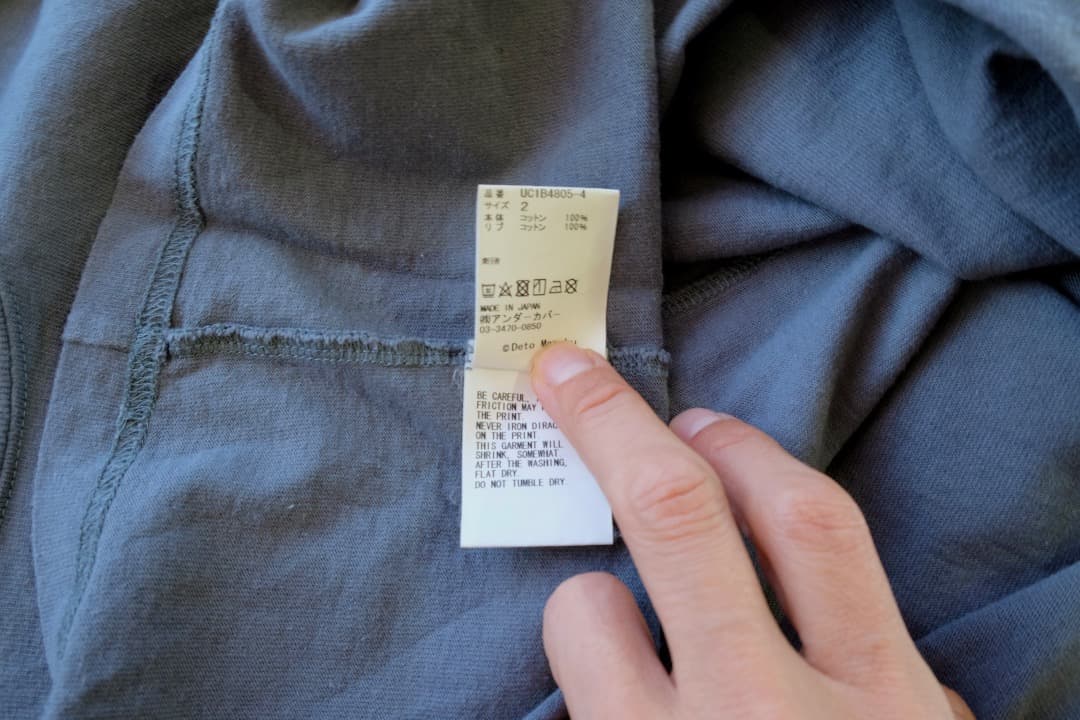 品番 UC1B4805-4
サイズ 2
本体 コットン 100%
リブ コットン 100%
MADE IN JAPAN
㈱アンダーカバー
03-3470-0850
©Deto
BE CAREFUL,
FRICTION MAY
THE PRINT.
NEVER IRON DIRAC
ON THE PRINT
THIS GARMENT WILL
SHRINK, SOMEWHAT
AFTER THE WASHING,
FLAT DRY.
DO NOT TUMBLE DRY.